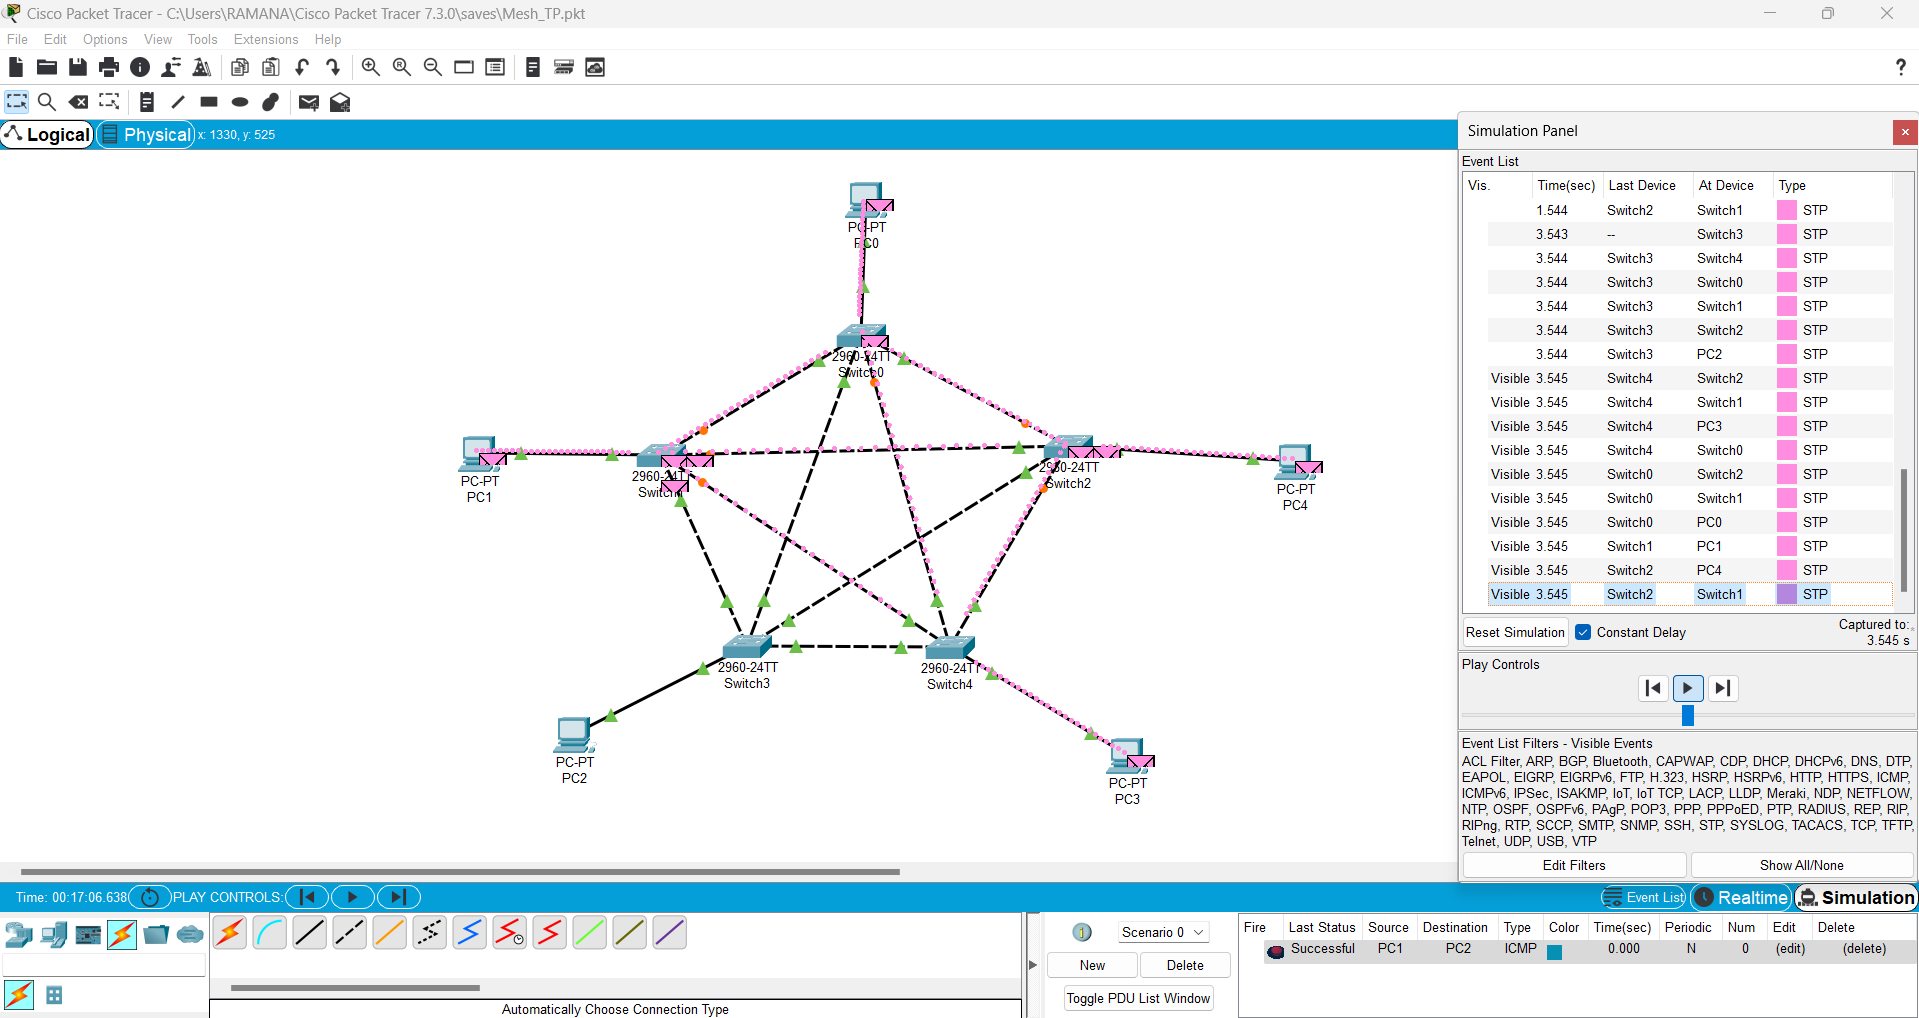 Cisco Packet Tracer - C:\Users\RAMANA\Cisco Packet Tracer 7.3.0\saves\Mesh_TP.pkt
File Edit Options View Tools Extensions Help
?
Logical Physical x: 1330, y: 525
PC-PT
PC0
2960-24TT
Switch0
PC-PT
PC1
2960-24TT
Switch1
2960-24TT
Switch2
PC-PT
PC4
2960-24TT
Switch3
2960-24TT
Switch4
PC-PT
PC2
PC-PT
PC3
Simulation Panel
Event List
Vis. Time(sec) Last Device At Device Type
1.544 Switch2 Switch1 STP
3.543 -- Switch3 STP
3.544 Switch3 Switch4 STP
3.544 Switch3 Switch0 STP
3.544 Switch3 Switch1 STP
3.544 Switch3 Switch2 STP
3.544 Switch3 PC2 STP
Visible 3.545 Switch4 Switch2 STP
Visible 3.545 Switch4 Switch1 STP
Visible 3.545 Switch4 PC3 STP
Visible 3.545 Switch4 Switch0 STP
Visible 3.545 Switch0 Switch2 STP
Visible 3.545 Switch0 Switch1 STP
Visible 3.545 Switch0 PC0 STP
Visible 3.545 Switch1 PC1 STP
Visible 3.545 Switch2 PC4 STP
Visible 3.545 Switch2 Switch1 STP
Reset Simulation Constant Delay Captured to:
3.545 s
Play Controls
Event List Filters - Visible Events
ACL Filter, ARP, BGP, Bluetooth, CAPWAP, CDP, DHCP, DHCPv6, DNS, DTP,
EAPOL, EIGRP, EIGRPv6, FTP, H.323, HSRP, HSRPv6, HTTP, HTTPS, ICMP,
ICMPv6, IPSec, ISAKMP, IoT, IoT TCP, LACP, LLDP, Meraki, NDP, NETFLOW,
NTP, OSPF, OSPFv6, PAgP, POP3, PPP, PPPoED, PTP, RADIUS, REP, RIP,
RIPng, RTP, SCCP, SMTP, SNMP, SSH, STP, SYSLOG, TACACS, TCP, TFTP,
Telnet, UDP, USB, VTP
Edit Filters Show All/None
Time: 00:17:06.638 PLAY CONTROLS: Event List Realtime Simulation
Automatically Choose Connection Type
Scenario 0
New Delete
Toggle PDU List Window
Fire Last Status Source Destination Type Color Time(sec) Periodic Num Edit Delete
Successful PC1 PC2 ICMP 0.000 N 0 (edit) (delete)